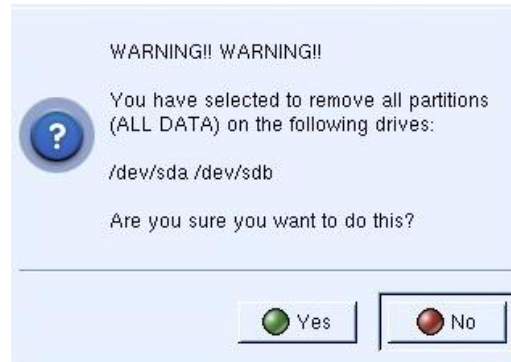 WARNING!! WARNING!!
You have selected to remove all partitions
(ALL DATA) on the following drives:
/dev/sda /dev/sdb
Are you sure you want to do this?
Yes
No